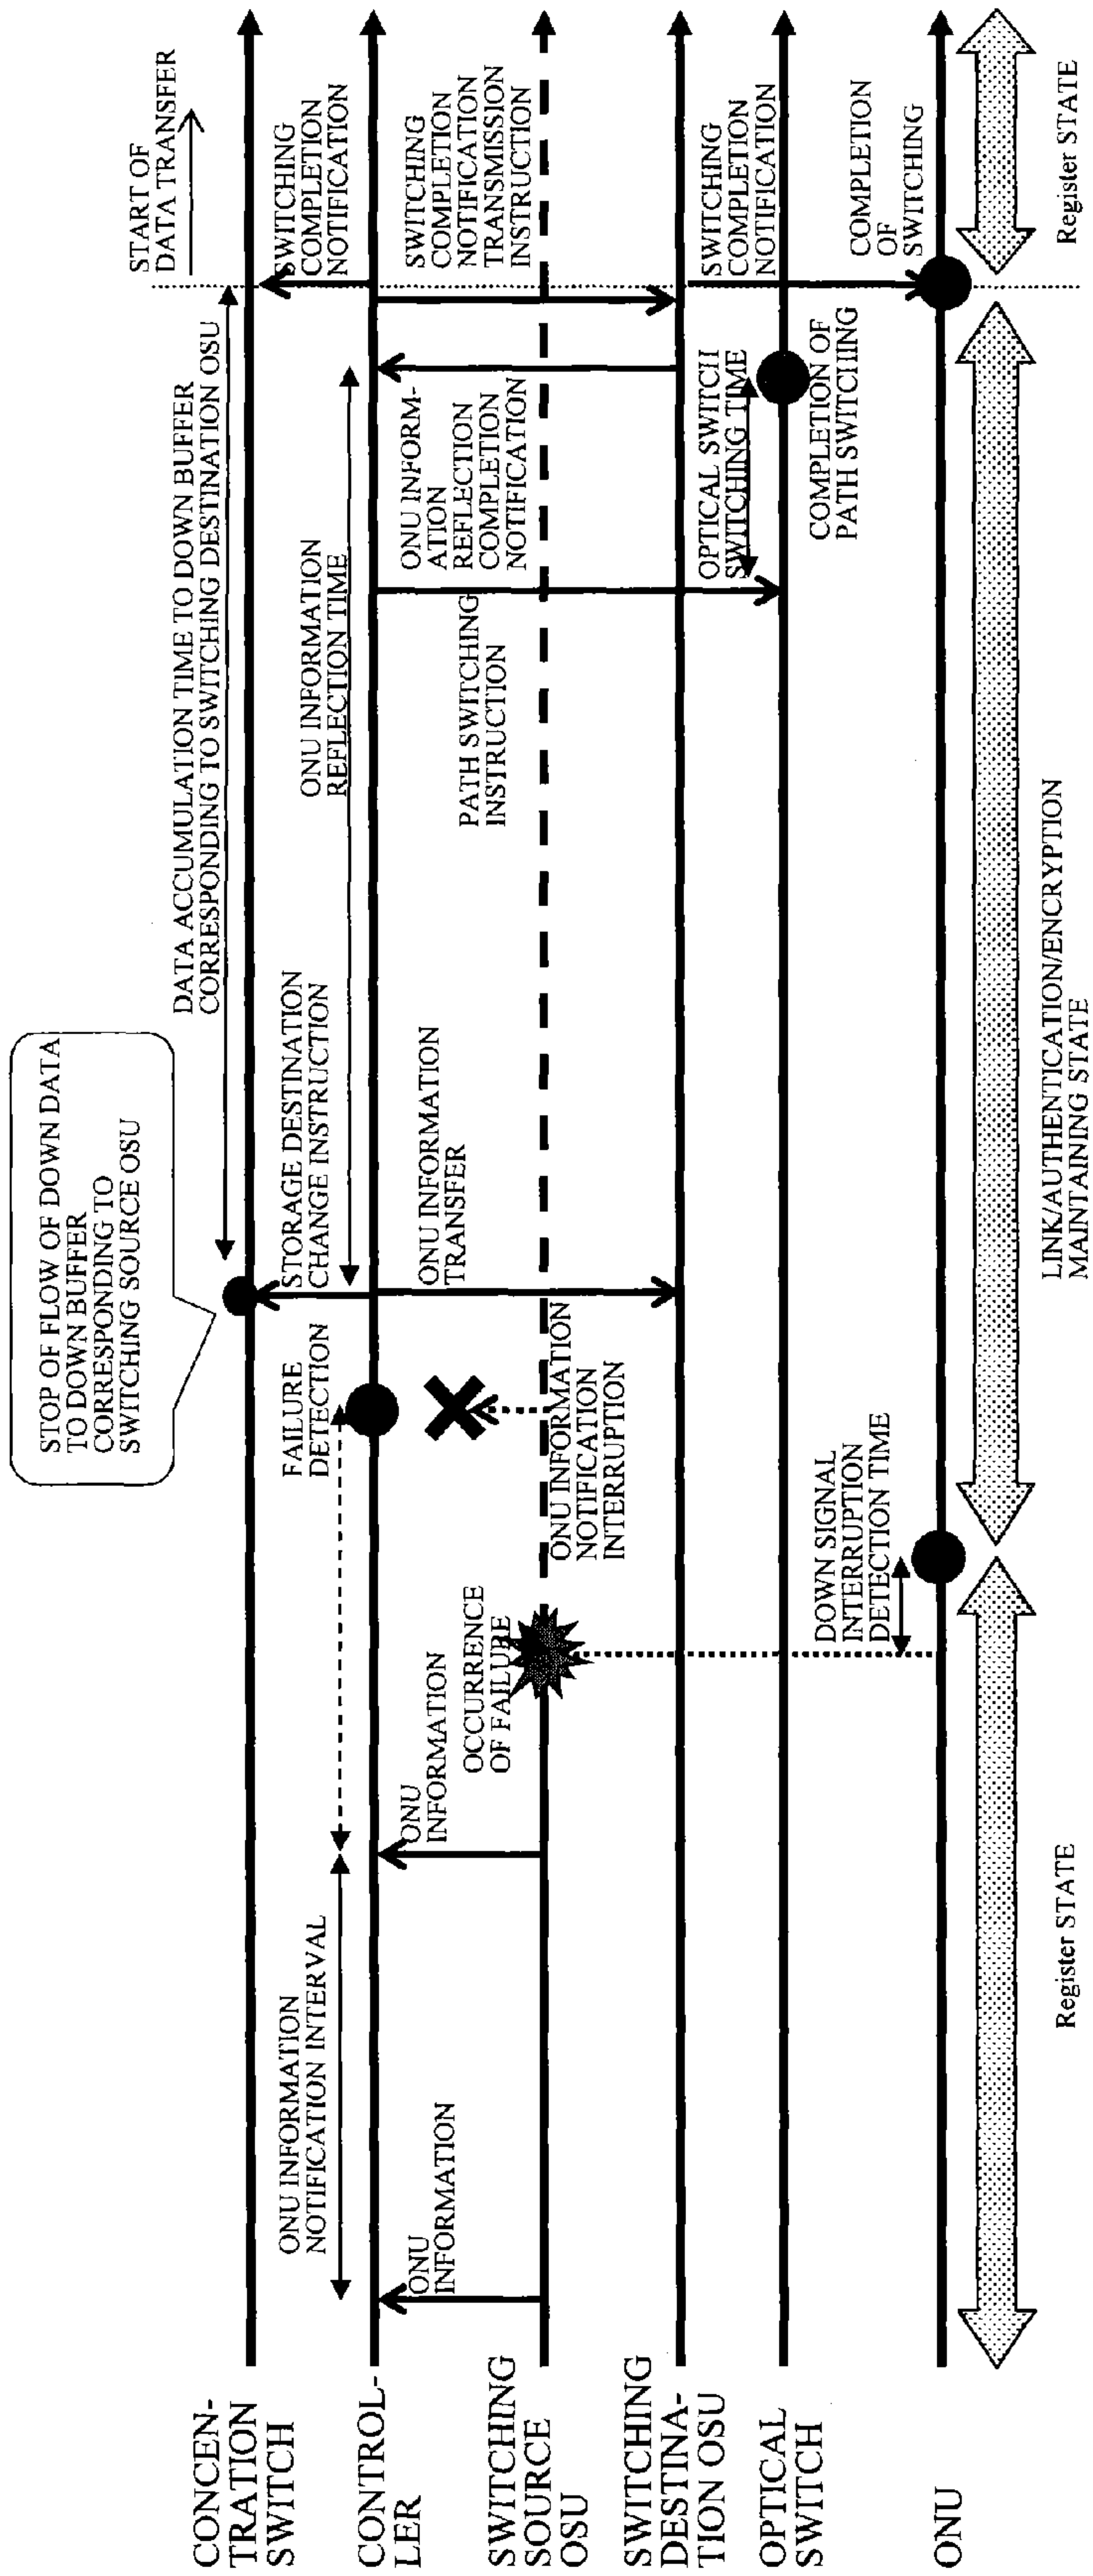 STOP OF FLOW OF DOWN DATA
TO DOWN BUFFER
CORRESPONDING TO
SWITCHING SOURCE OSU
START OF
DATA TRANSFER
DATA ACCUMULATION TIME TO DOWN BUFFER
CORRESPONDING TO SWITCHING DESTINATION OSU
CONCEN-
TRATION
SWITCH
ONU INFORMATION
NOTIFICATION INTERVAL
FAILURE
DETECTION
STORAGE DESTINATION
CHANGE INSTRUCTION
ONU INFORMATION
REFLECTION TIME
SWITCHING
COMPLETION
NOTIFICATION
CONTROL-
LER
ONU
INFORMATION
ONU
INFORMATION
ONU INFORMATION
TRANSFER
ONU INFORM-
ATION
REFLECTION
COMPLETION
NOTIFICATION
SWITCHING
COMPLETION
NOTIFICATION
TRANSMISSION
INSTRUCTION
OCCURRENCE
OF FAILURE
PATH SWITCHING
INSTRUCTION
SWITCHING
SOURCE
OSU
ONU INFORMATION
NOTIFICATION
INTERRUPTION
SWITCHING
DESTINA-
TION OSU
OPTICAL SWITCH
SWITCHING TIME
SWITCHING
COMPLETION
NOTIFICATION
OPTICAL
SWITCH
DOWN SIGNAL
INTERRUPTION
DETECTION TIME
COMPLETION OF
PATH SWITCHING
COMPLETION
OF
SWITCHING
ONU
Register STATE
LINK/AUTHENTICATION/ENCRYPTION
MAINTAINING STATE
Register STATE